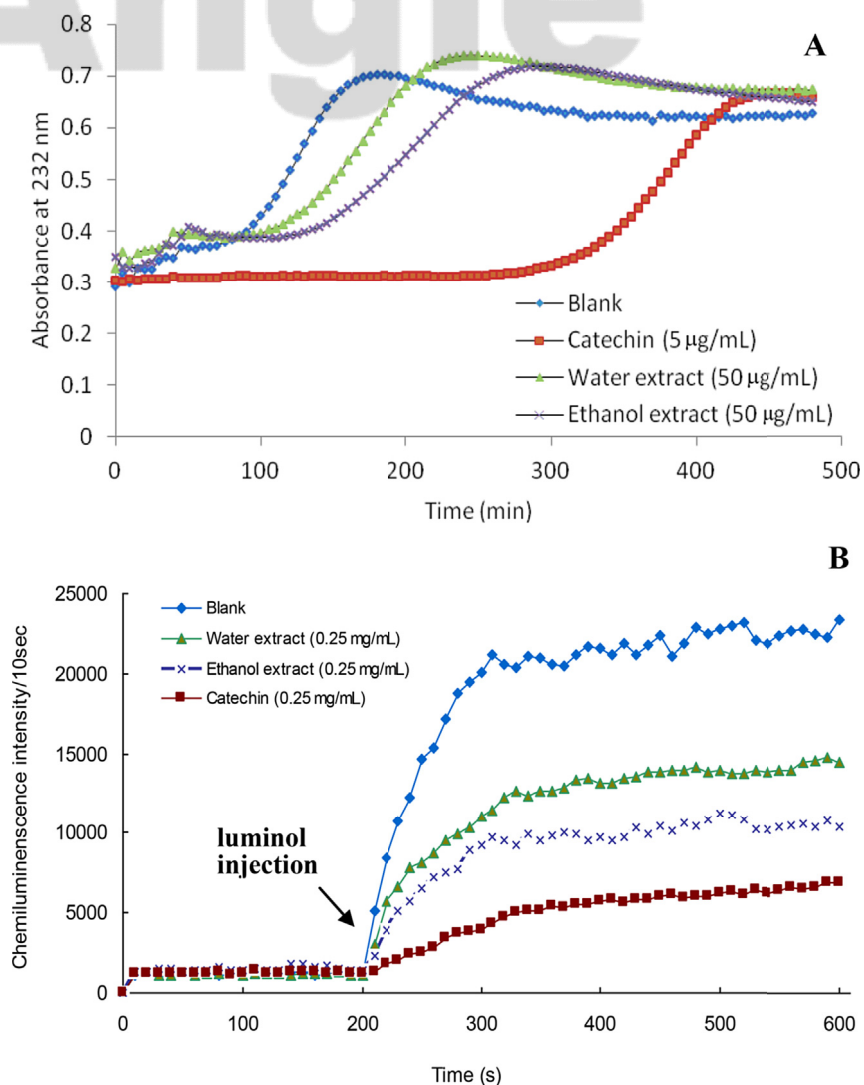 Angle
A
0.8
0.7
0.6
0.5
0.4
0.3
0.2
0.1
0
Absorbance at 232 nm
Blank
Catechin (5 µg/mL)
Water extract (50 µg/mL)
Ethanol extract (50 µg/mL)
0 100 200 300 400 500
Time (min)
B
25000
20000
15000
10000
5000
0
Chemiluminenscence intensity/10sec
Blank
Water extract (0.25 mg/mL)
Ethanol extract (0.25 mg/mL)
Catechin (0.25 mg/mL)
luminol
injection
0 100 200 300 400 500 600
Time (s)